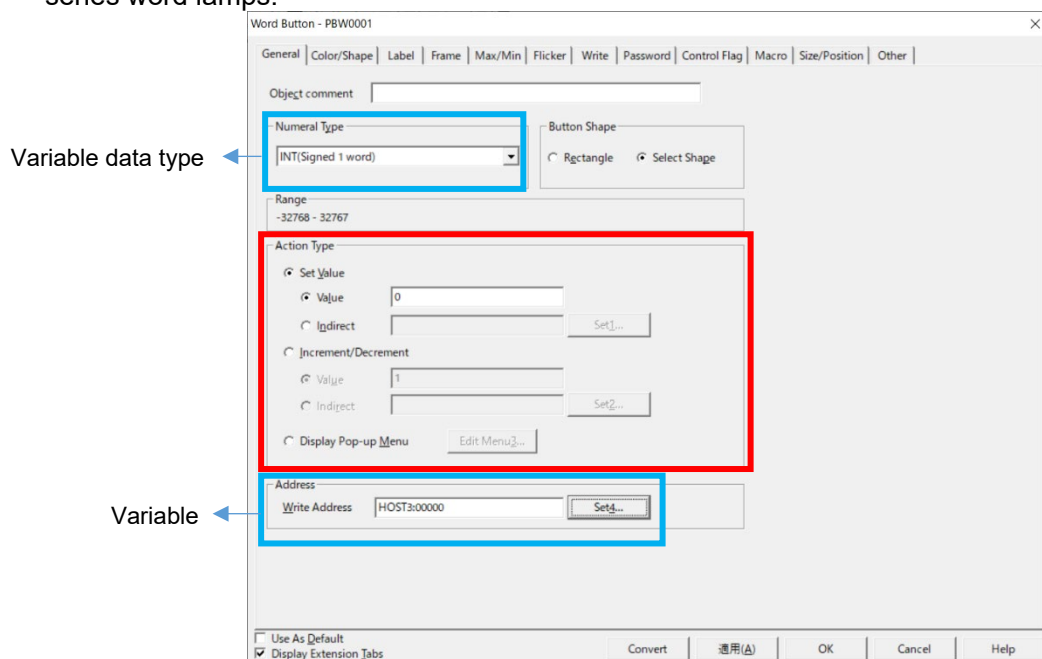 series word lamps.
Word Button - PBW0001
General Color/Shape Label Frame Max/Min Flicker Write Password Control Flag Macro Size/Position Other
Object comment
Numeral Type
Button Shape
Variable data type
INT(Signed 1 word)
Rectangle Select Shape
Range
-32768 - 32767
Action Type
Set Value
Value 0
Indirect Set1...
Increment/Decrement
Value 1
Indirect Set2...
Display Pop-up Menu Edit Menu3...
Address
Variable
Write Address HOST3:00000 Set4...
Use As Default
Display Extension Tabs
Convert 適用(A) OK Cancel Help